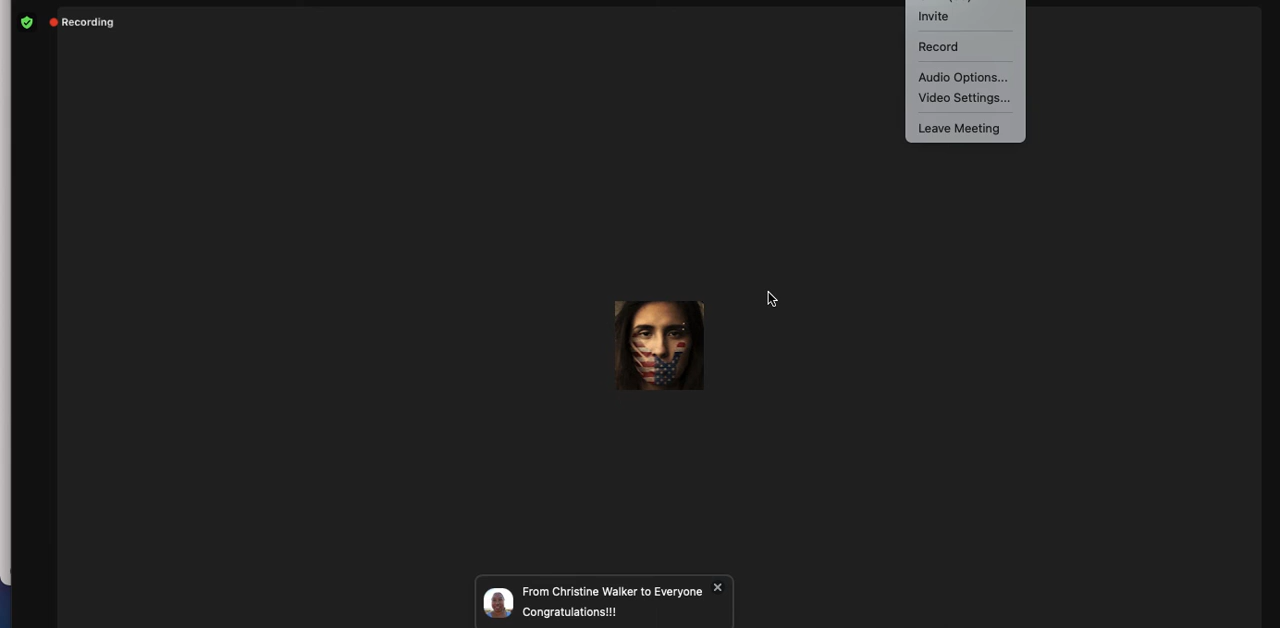 Recording
Invite
Record
Audio Options...
Video Settings...
Leave Meeting
From Christine Walker to Everyone
Congratulations!!!